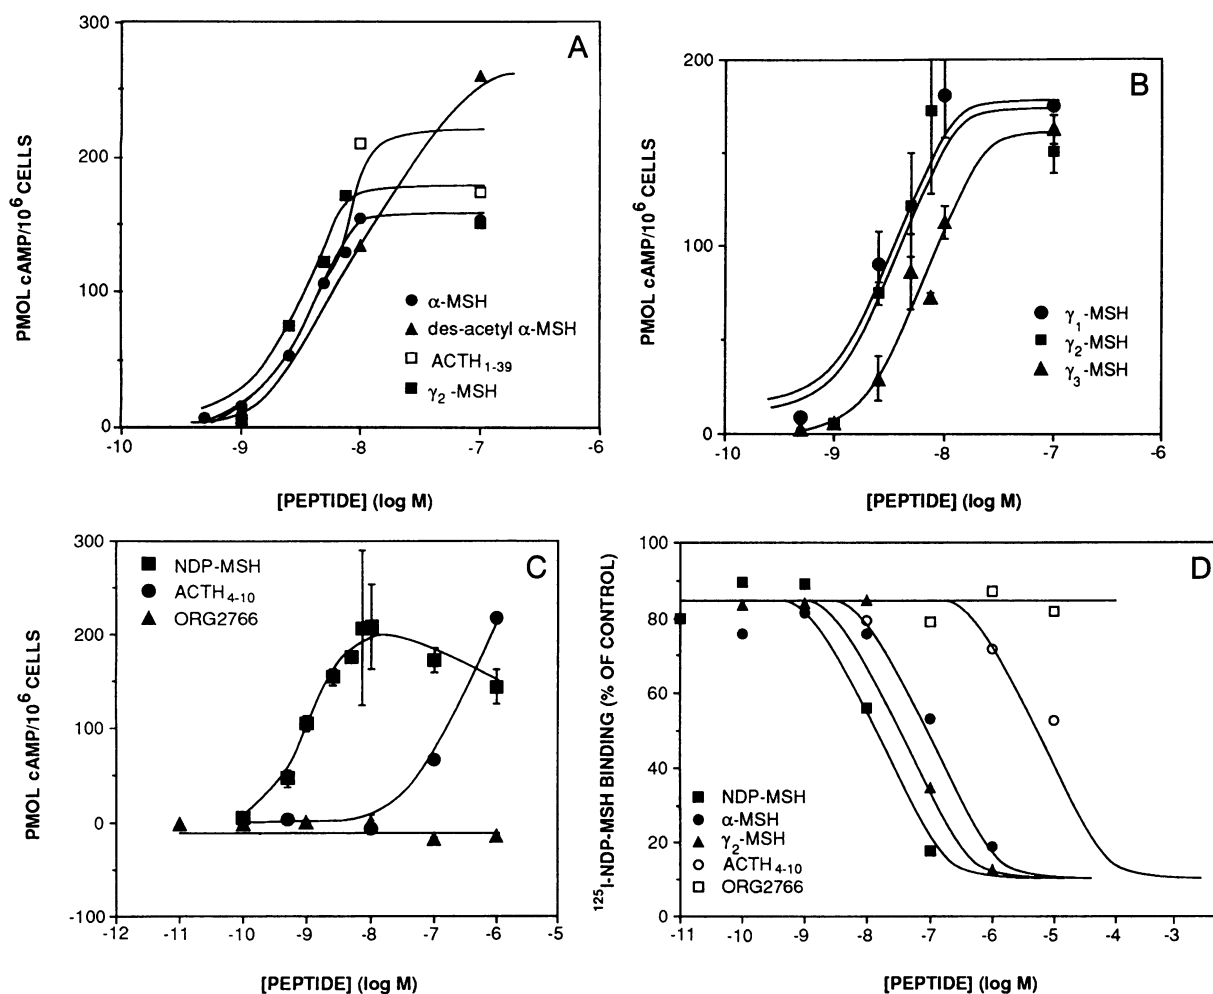 A
PMOL cAMP/10⁶ CELLS
300
200
100
0
-10
-9
-8
-7
-6
[PEPTIDE] (log M)
α-MSH
des-acetyl α-MSH
ACTH₁₋₃₉
γ₂-MSH
B
PMOL cAMP/10⁶ CELLS
200
100
0
-10
-9
-8
-7
-6
[PEPTIDE] (log M)
γ₁-MSH
γ₂-MSH
γ₃-MSH
C
PMOL cAMP/10⁶ CELLS
300
200
100
0
-100
-12
-11
-10
-9
-8
-7
-6
-5
[PEPTIDE] (log M)
NDP-MSH
ACTH₄₋₁₀
ORG2766
D
¹²⁵I-NDP-MSH BINDING (% OF CONTROL)
100
80
60
40
20
0
-11
-10
-9
-8
-7
-6
-5
-4
-3
[PEPTIDE] (log M)
NDP-MSH
α-MSH
γ₂-MSH
ACTH₄₋₁₀
ORG2766